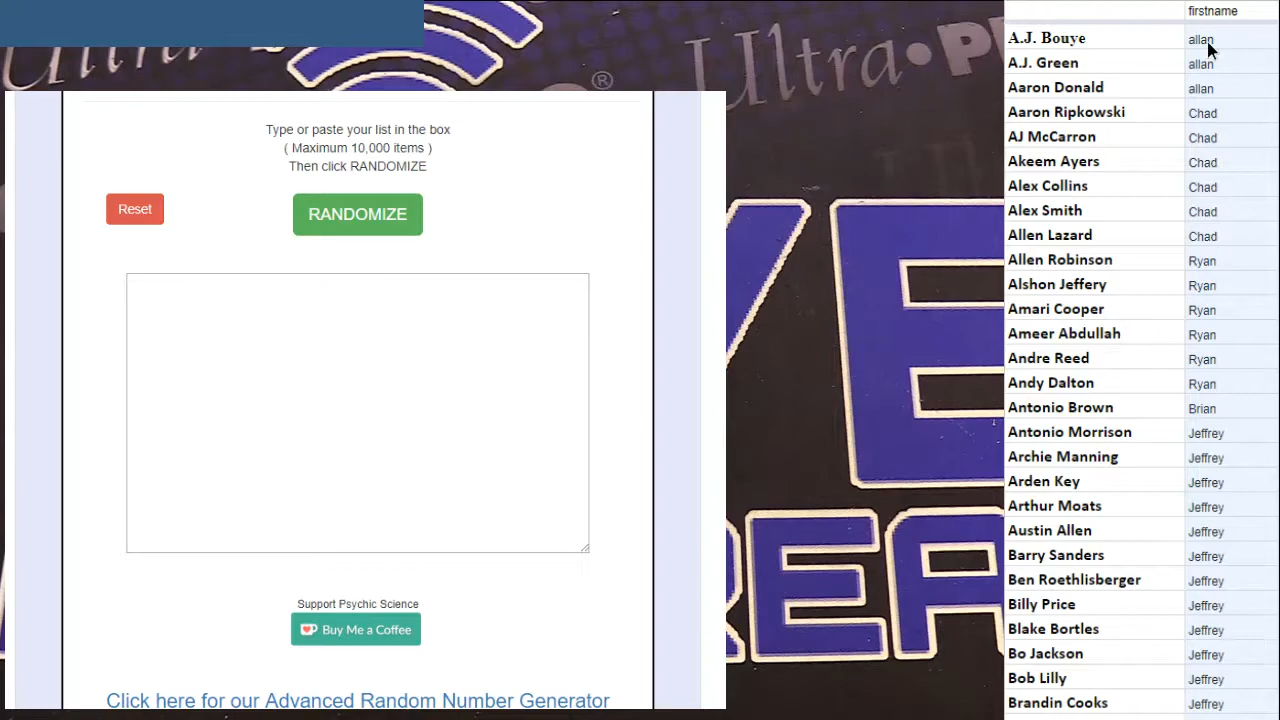 Ultra
®
Ultra•P
Type or paste your list in the box
( Maximum 10,000 items )
Then click RANDOMIZE
Reset
RANDOMIZE
Support Psychic Science
Buy Me a Coffee
Click here for our Advanced Random Number Generator
firstname
A.J. Bouye allan
A.J. Green allan
Aaron Donald allan
Aaron Ripkowski Chad
AJ McCarron Chad
Akeem Ayers Chad
Alex Collins Chad
Alex Smith Chad
Allen Lazard Chad
Allen Robinson Ryan
Alshon Jeffery Ryan
Amari Cooper Ryan
Ameer Abdullah Ryan
Andre Reed Ryan
Andy Dalton Ryan
Antonio Brown Brian
Antonio Morrison Jeffrey
Archie Manning Jeffrey
Arden Key Jeffrey
Arthur Moats Jeffrey
Austin Allen Jeffrey
Barry Sanders Jeffrey
Ben Roethlisberger Jeffrey
Billy Price Jeffrey
Blake Bortles Jeffrey
Bo Jackson Jeffrey
Bob Lilly Jeffrey
Brandin Cooks Jeffrey